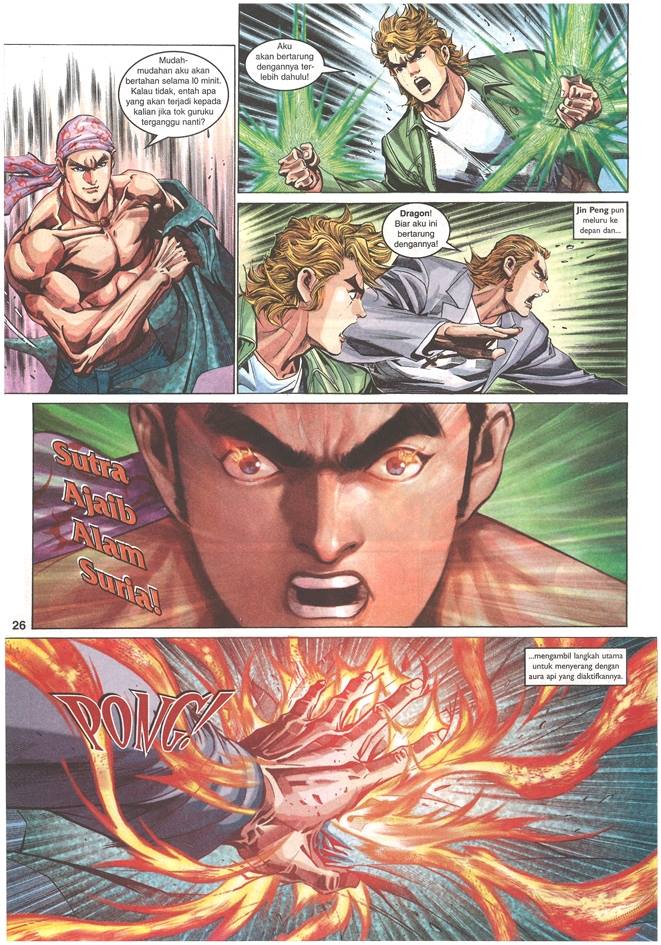 Mudah-
mudahan aku akan
bertahan selama 10 minit.
Kalau tidak, entah apa
yang akan terjadi kepada
kalian jika tok guruku
terganggu nanti?
Aku
akan bertarung
dengannya ter-
lebih dahulu!
Dragon!
Biar aku ini
bertarung
dengannya!
Jin Peng pun
meluru ke
depan dan...
Sutra
Ajaib
Alam
Suria!
26
...mengambil langkah utama
untuk menyerang dengan
aura api yang diaktifkannya.
PONG!